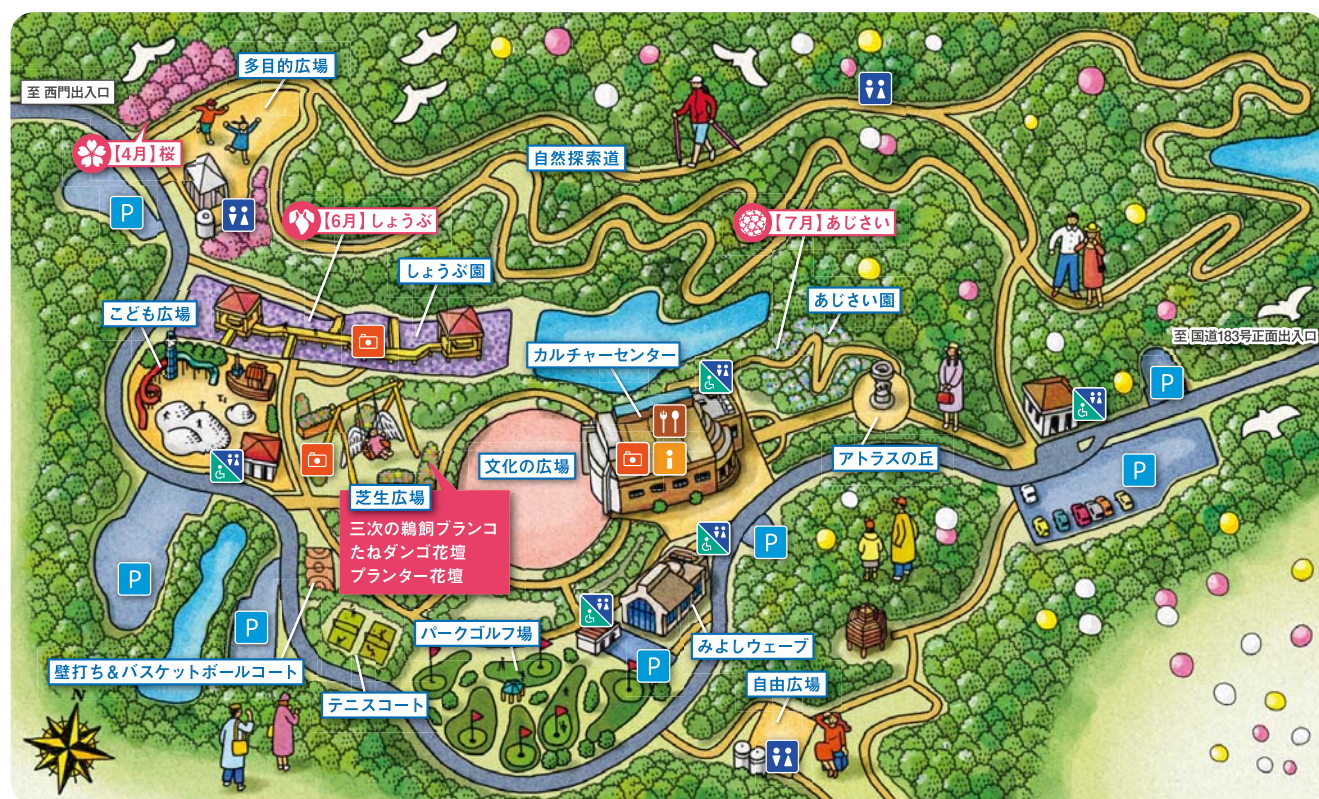 多目的広場
至 西門出入口
【4月】桜
自然探索道
P
【6月】しょうぶ
【7月】あじさい
しょうぶ園
あじさい園
こども広場
至 国道183号正面出入口
カルチャーセンター
P
アトラスの丘
文化の広場
i
P
芝生広場
三次の鵜飼ブランコ
たねダンゴ花壇
プランター花壇
P
P
P
パークゴルフ場
みよしウェーブ
P
壁打ち&バスケットボールコート
自由広場
テニスコート
N